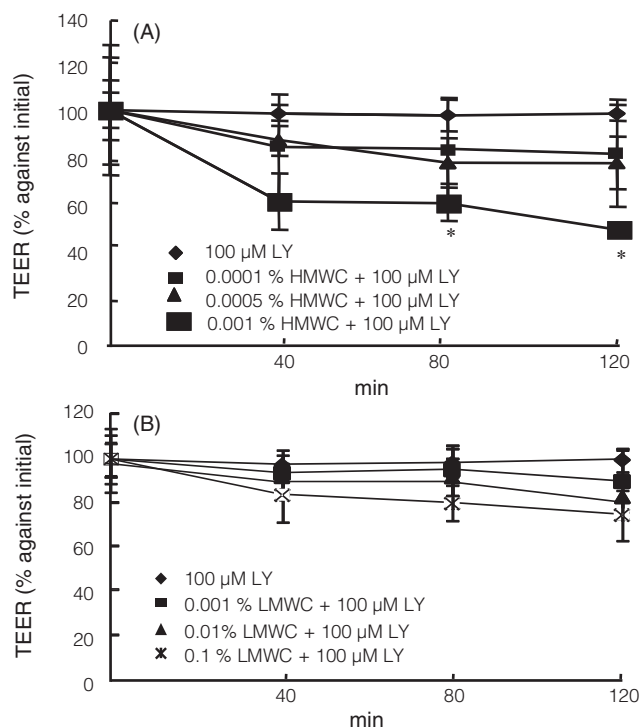 (A)
140
120
100
80
60
40
20
0
TEER (% against initial)
100 µM LY
0.0001 % HMWC + 100 µM LY
0.0005 % HMWC + 100 µM LY
0.001 % HMWC + 100 µM LY
*
*
40 80 120
min
(B)
120
100
80
60
40
20
0
TEER (% against initial)
100 µM LY
0.001 % LMWC + 100 µM LY
0.01% LMWC + 100 µM LY
0.1 % LMWC + 100 µM LY
40 80 120
min